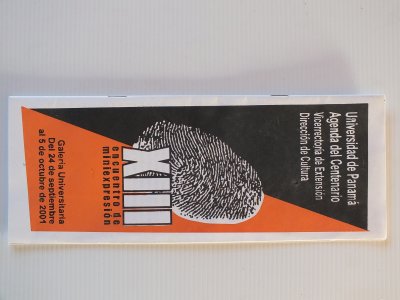 Universidad de Panamá
Agenda del Centenario
Vicerrectoría de Extensión
Dirección de Cultura
XIII
encuentro de
miniexpresión
Galería Universitaria
Del 24 de septiembre
al 5 de octubre de 2001